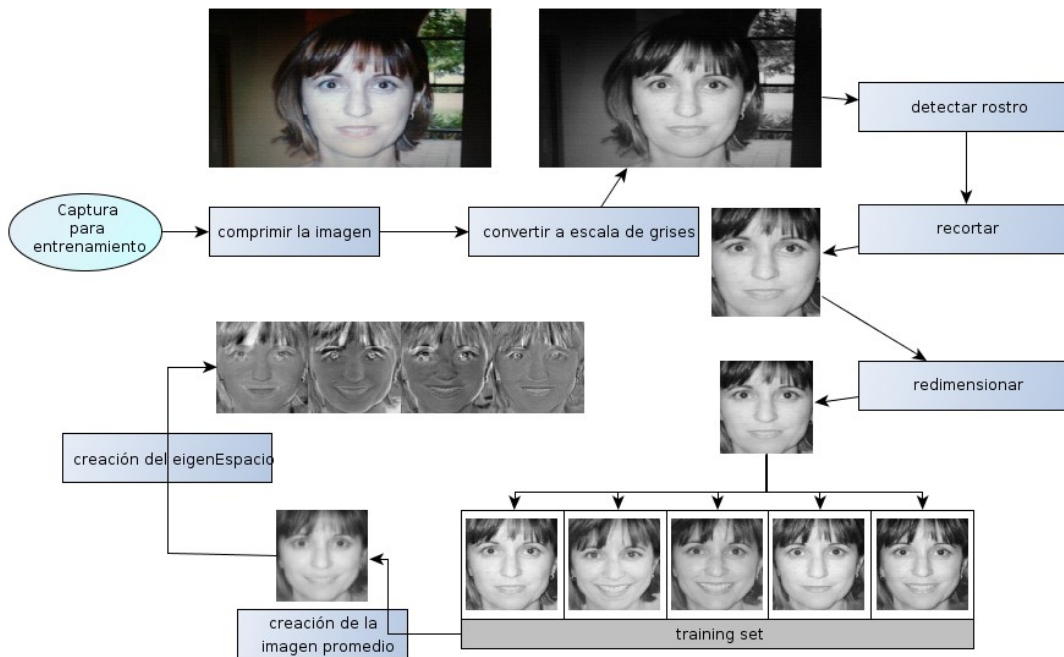 Captura
para
entrenamiento
comprimir la imagen
convertir a escala de grises
detectar rostro
recortar
redimensionar
training set
creación de la
imagen promedio
creación del eigenEspacio